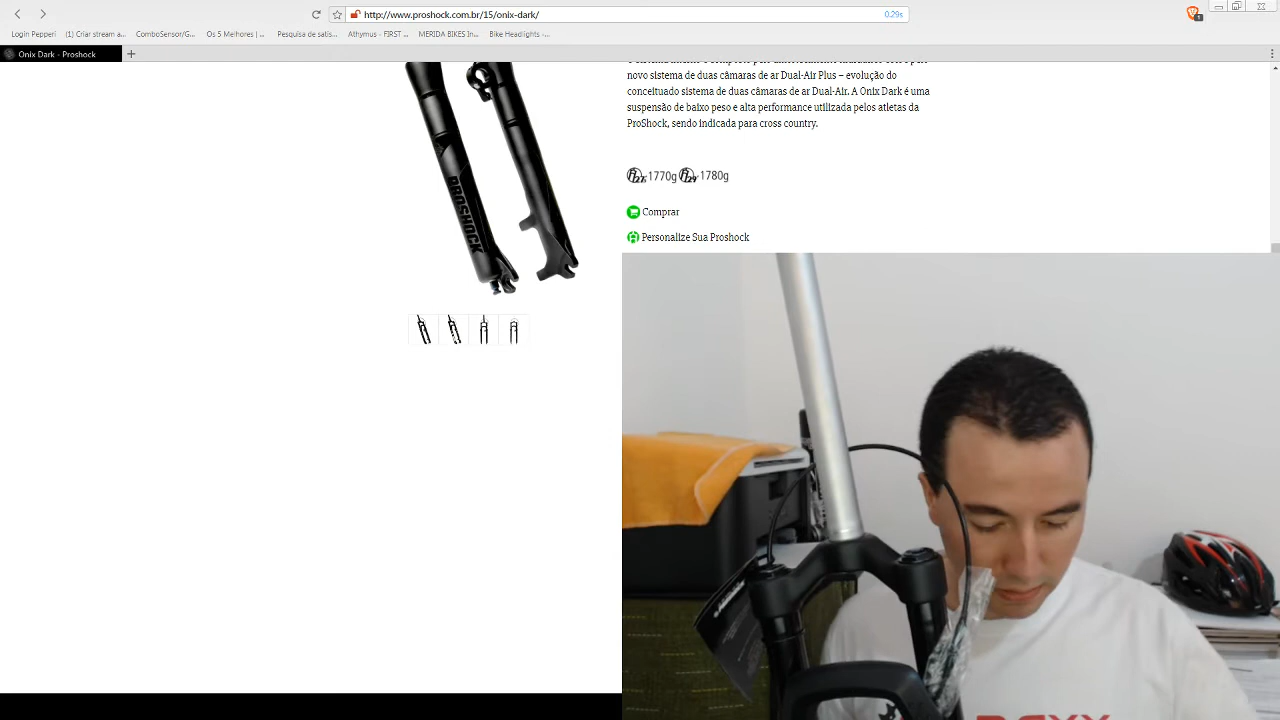 http://www.proshock.com.br/15/onix-dark/
0.29s
Login Pepperi
(1) Criar stream a...
ComboSensor/G...
Os 5 Melhores | ...
Pesquisa de satis...
Athymus - FIRST ...
MERIDA BIKES In...
Bike Headlights -...
Onix Dark - Proshock
novo sistema de duas câmaras de ar Dual-Air Plus – evolução do
conceituado sistema de duas câmaras de ar Dual-Air. A Onix Dark é uma
suspensão de baixo peso e alta performance utilizada pelos atletas da
ProShock, sendo indicada para cross country.
1770g
1780g
Comprar
Personalize Sua Proshock
PROSHOCK